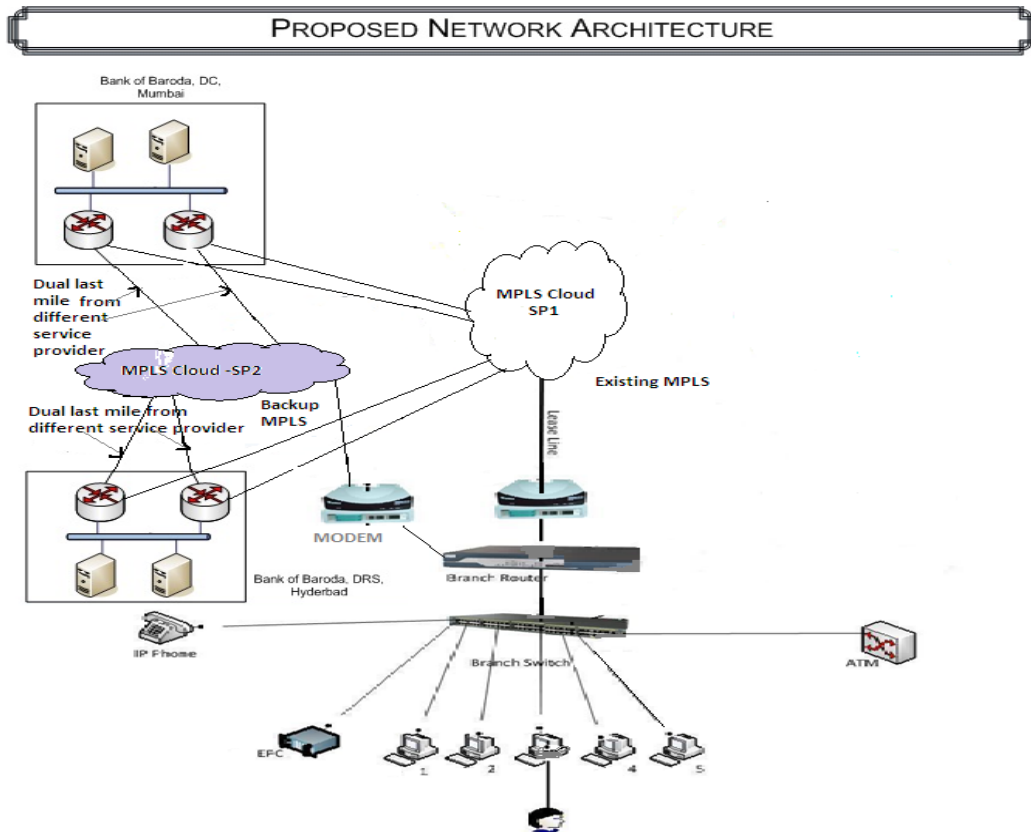 PROPOSED NETWORK ARCHITECTURE
Bank of Baroda, DC,
Mumbai
Dual last
mile from
different
service
provider
MPLS Cloud
SP1
MPLS Cloud -SP2
Existing MPLS
Backup
MPLS
Dual last mile from
different service provider
Lease Line
MODEM
Branch Router
Bank of Baroda, DRS,
Hyderbad
IP Phone
Branch Switch
ATM
EFC
1
2
4
5